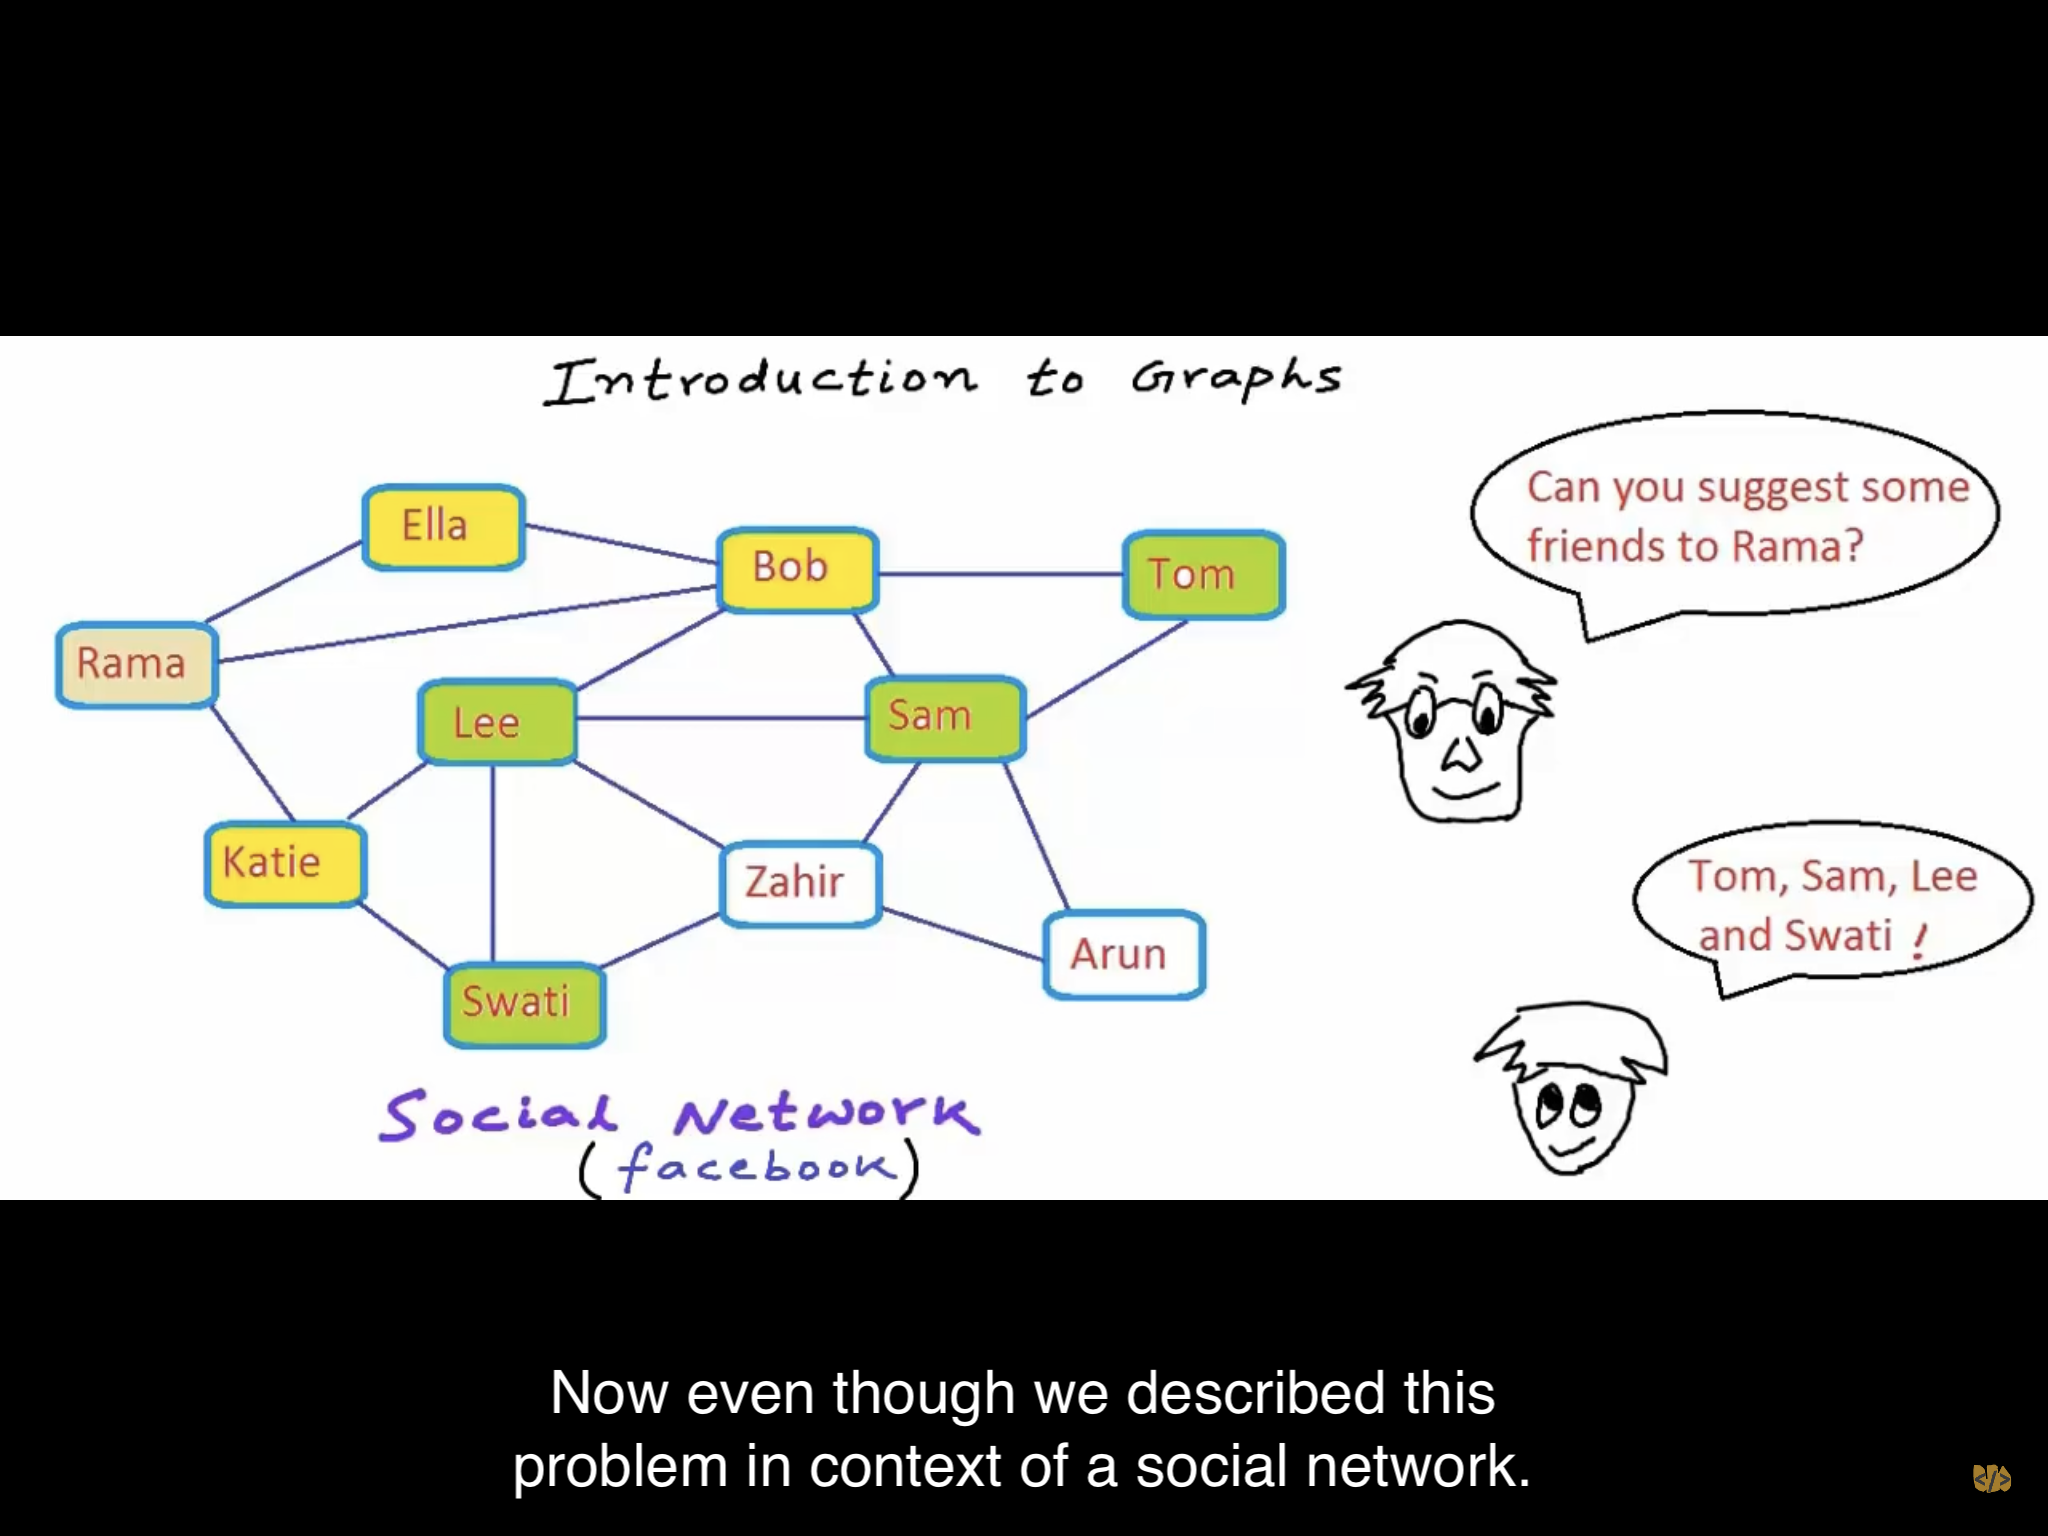 Introduction to Graphs
Can you suggest some
friends to Rama?
Ella
Bob
Tom
Rama
Lee
Sam
Katie
Zahir
Tom, Sam, Lee
and Swati !
Arun
Swati
Social Network
(facebook)
Now even though we described this
problem in context of a social network.